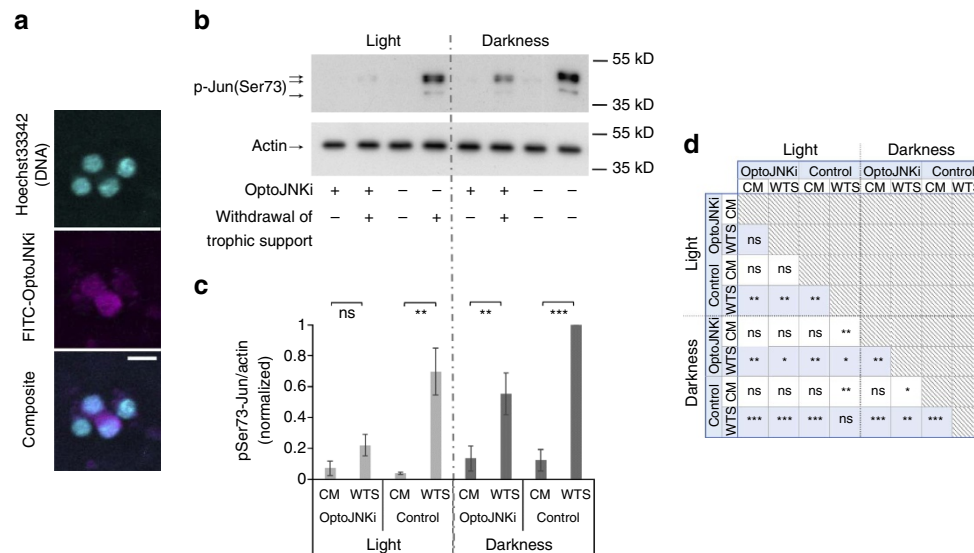 a
Hoechst33342
(DNA)
FITC-OptoJNKi
Composite
b
Light Darkness
p-Jun(Ser73)
55 kD
35 kD
Actin
55 kD
35 kD
OptoJNKi + + – – + + – –
Withdrawal of
trophic support
– + – + – + – –
c
ns ** ** ***
pSer73-Jun/actin
(normalized)
1
0.8
0.6
0.4
0.2
0
CM WTS CM WTS CM WTS CM WTS
OptoJNKi Control OptoJNKi Control
Light Darkness
d
Light Darkness
OptoJNKi Control OptoJNKi Control
CM WTS CM WTS CM WTS CM WTS
Light
Darkness
OptoJNKi
Control
OptoJNKi
Control
CM
WTS ns
CM ns ns
WTS ** ** **
CM ns ns ns **
WTS ** * ** * **
CM ns ns ns ** ns *
WTS *** *** *** ns *** ** ***